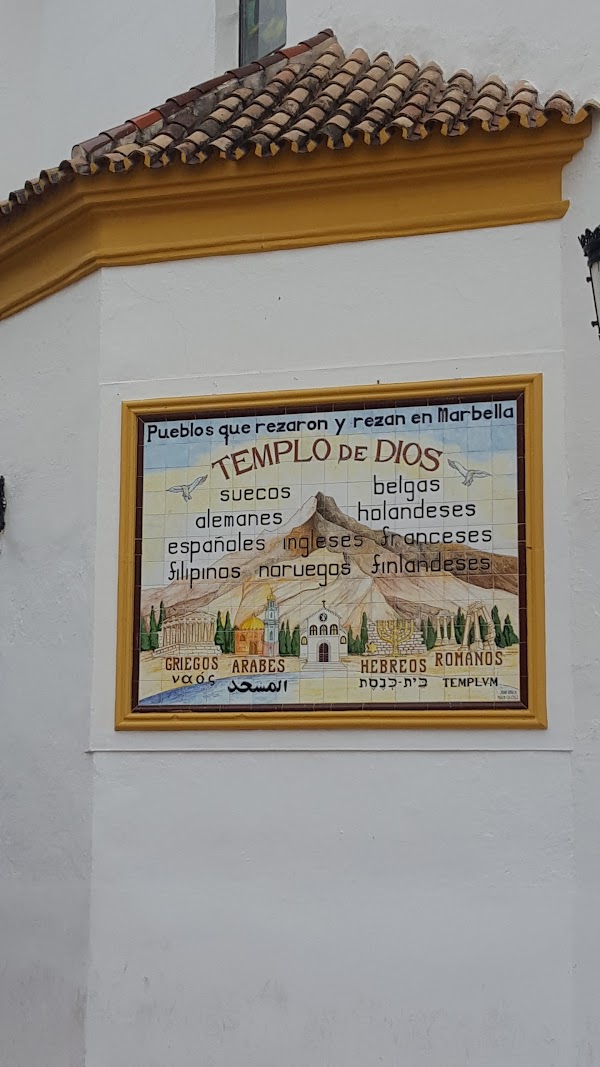 Pueblos que rezaron y rezan en Marbella
TEMPLO DE DIOS
suecos belgas
alemanes holandeses
españoles ingleses franceses
filipinos noruegos finlandeses
GRIEGOS ARABES HEBREOS ROMANOS
ναός المسجد בית-כנסת TEMPLVM